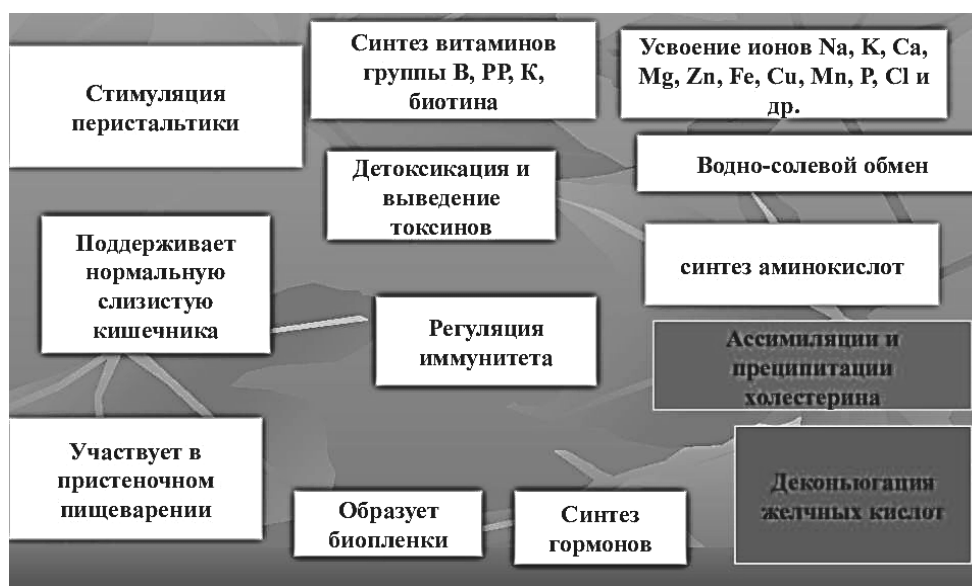 Стимуляция
перистальтики
Синтез витаминов
группы В, РР, К,
биотина
Усвоение ионов Na, K, Ca,
Mg, Zn, Fe, Cu, Mn, P, Cl и
др.
Детоксикация и
выведение
токсинов
Водно-солевой обмен
Поддерживает
нормальную
слизистую
кишечника
синтез аминокислот
Регуляция
иммунитета
Ассимиляции и
преципитации
холестерина
Участвует в
пристеночном
пищеварении
Образует
биопленки
Синтез
гормонов
Деконьюгация
желчных кислот